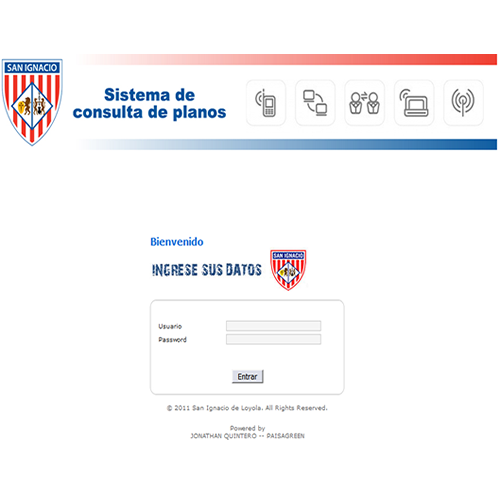 SAN IGNACIO
Sistema de
consulta de planos
Bienvenido
INGRESE SUS DATOS
SAN IGNACIO
Usuario
Password
Entrar
© 2011 San Ignacio de Loyola. All Rights Reserved.
Powered by
JONATHAN QUINTERO -- PAISAGREEN